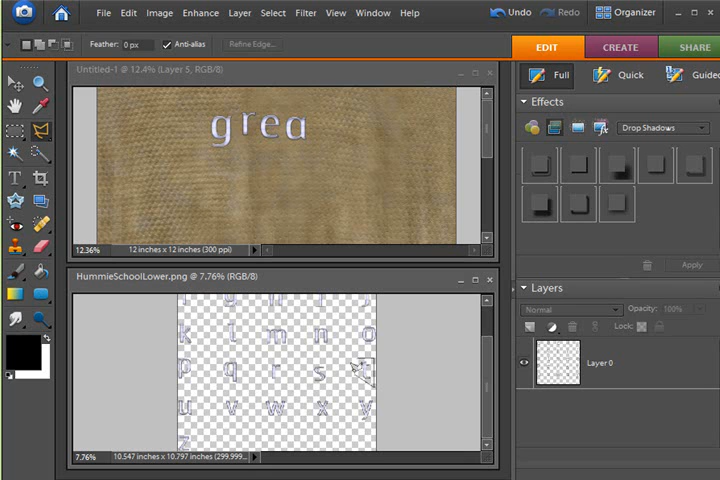 File Edit Image Enhance Layer Select Filter View Window Help Undo Redo Organizer
Feather: 0 px Anti-alias Refine Edge... EDIT CREATE SHARE
Untitled-1 @ 12.4% (Layer 5, RGB/8)
Full Quick Guided
Effects
Drop Shadows
grea
12.36% 12 inches x 12 inches (300 ppi)
Apply
HummieSchoolLower.png @ 7.76% (RGB/8)
Layers
Normal Opacity: 100%
Lock:
k l m n o
Layer 0
p q r s t
u v w x y
z
7.76% 10.547 inches x 10.797 inches (299.999...